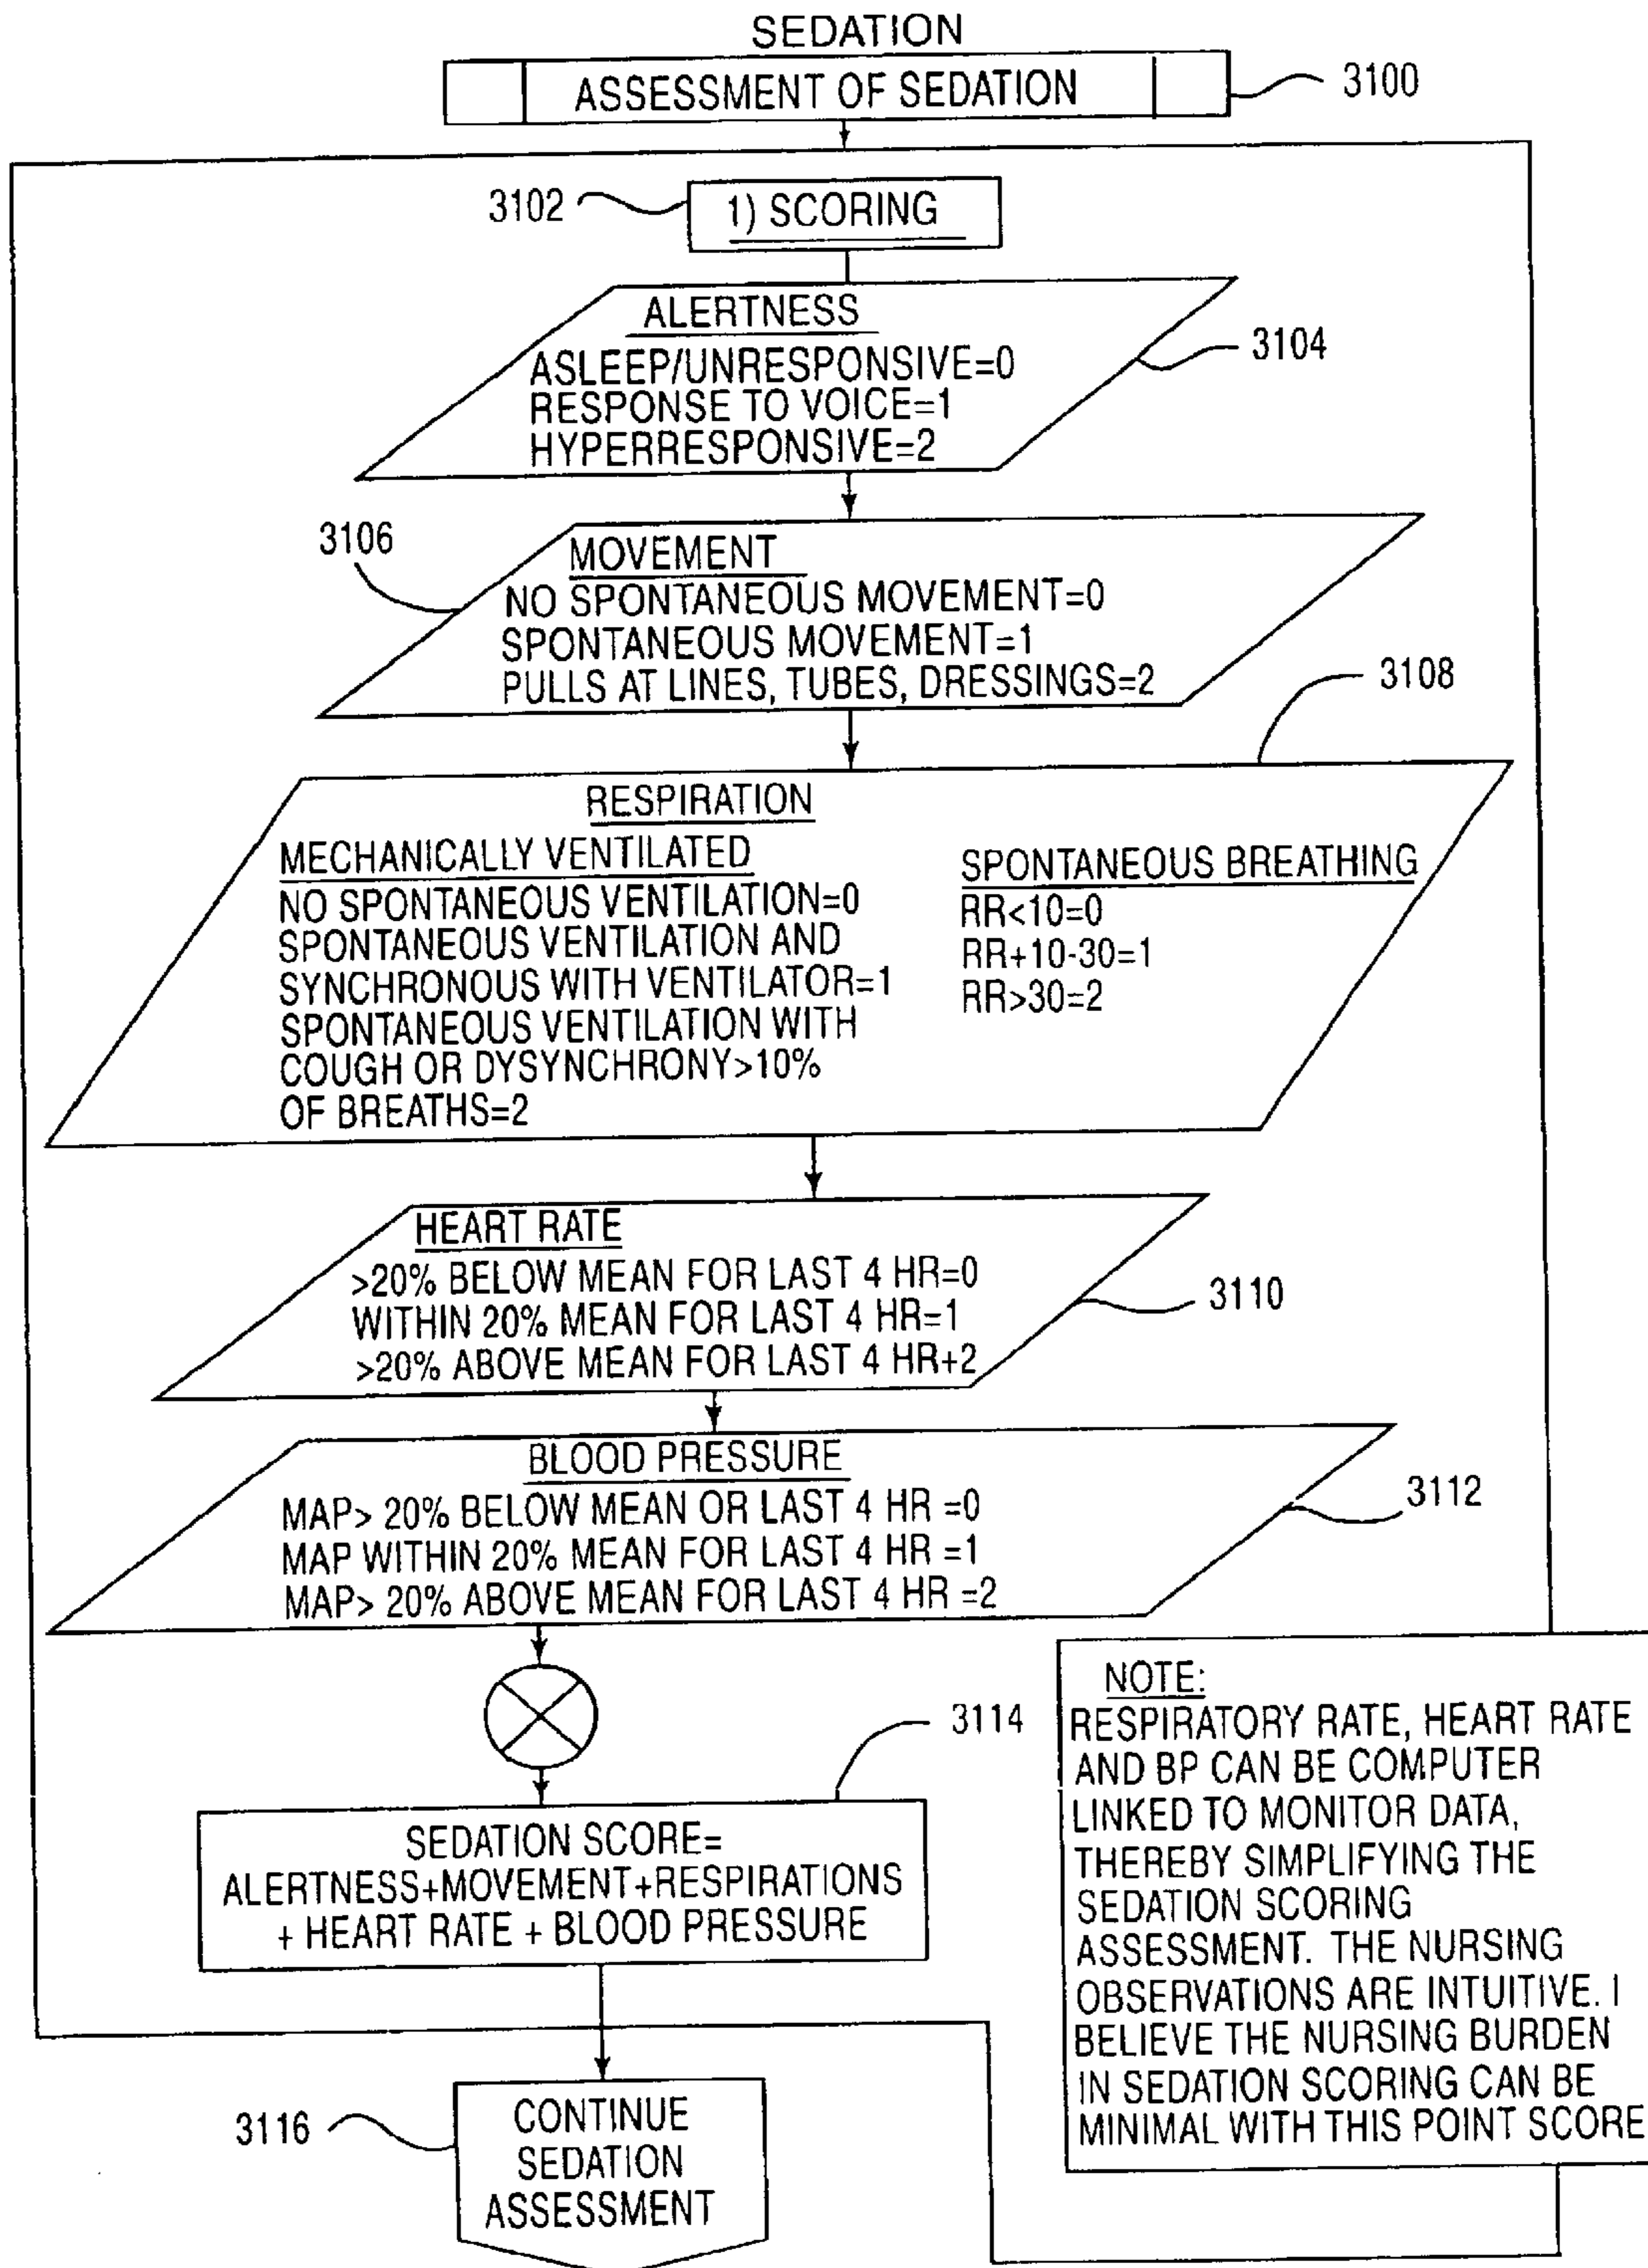 SEDATION
ASSESSMENT OF SEDATION
3100
3102
1) SCORING
ALERTNESS
ASLEEP/UNRESPONSIVE=0
RESPONSE TO VOICE=1
HYPERRESPONSIVE=2
3104
3106
MOVEMENT
NO SPONTANEOUS MOVEMENT=0
SPONTANEOUS MOVEMENT=1
PULLS AT LINES, TUBES, DRESSINGS=2
3108
RESPIRATION
MECHANICALLY VENTILATED
NO SPONTANEOUS VENTILATION=0
SPONTANEOUS VENTILATION AND
SYNCHRONOUS WITH VENTILATOR=1
SPONTANEOUS VENTILATION WITH
COUGH OR DYSYNCHRONY>10%
OF BREATHS=2
SPONTANEOUS BREATHING
RR<10=0
RR+10-30=1
RR>30=2
HEART RATE
>20% BELOW MEAN FOR LAST 4 HR=0
WITHIN 20% MEAN FOR LAST 4 HR=1
>20% ABOVE MEAN FOR LAST 4 HR+2
3110
BLOOD PRESSURE
MAP> 20% BELOW MEAN OR LAST 4 HR =0
MAP WITHIN 20% MEAN FOR LAST 4 HR =1
MAP> 20% ABOVE MEAN FOR LAST 4 HR =2
3112
3114
SEDATION SCORE=
ALERTNESS+MOVEMENT+RESPIRATIONS
+ HEART RATE + BLOOD PRESSURE
NOTE:
RESPIRATORY RATE, HEART RATE
AND BP CAN BE COMPUTER
LINKED TO MONITOR DATA,
THEREBY SIMPLIFYING THE
SEDATION SCORING
ASSESSMENT. THE NURSING
OBSERVATIONS ARE INTUITIVE. I
BELIEVE THE NURSING BURDEN
IN SEDATION SCORING CAN BE
MINIMAL WITH THIS POINT SCORE
3116
CONTINUE
SEDATION
ASSESSMENT